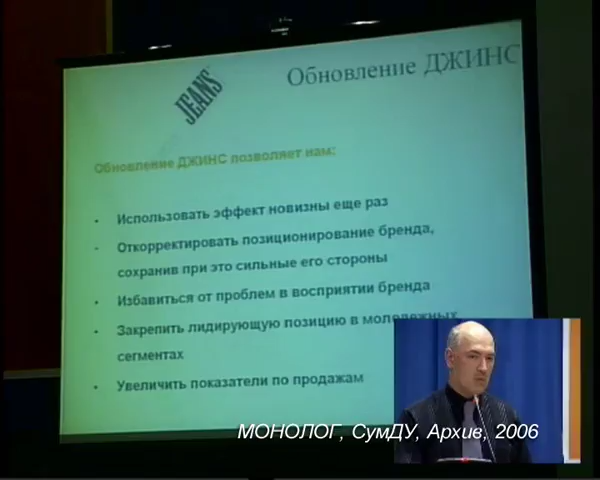 JEANS
Обновление ДЖИНС
Обновление ДЖИНС позволяет нам:
• Использовать эффект новизны еще раз
- Откорректировать позиционирование бренда,
сохранив при это сильные его стороны
• Избавиться от проблем в восприятии бренда
• Закрепить лидирующую позицию в молодежных
сегментах
• Увеличить показатели по продажам
МОНОЛОГ, СумДУ, Архив, 2006